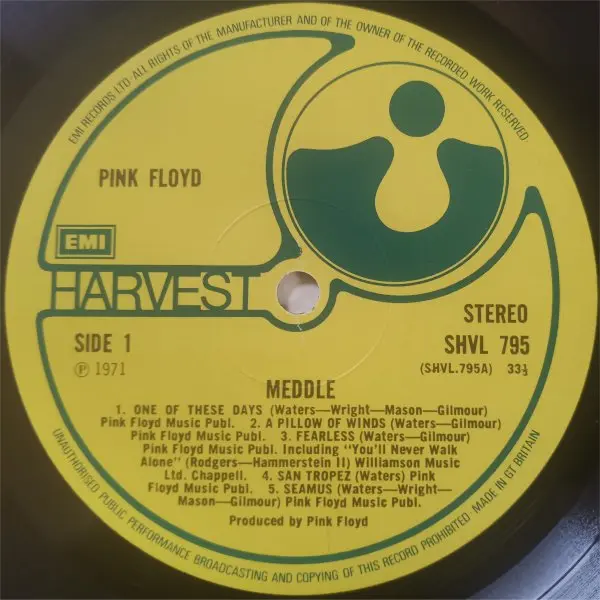 EMI RECORDS LTD · ALL RIGHTS OF THE MANUFACTURER AND OF THE OWNER OF THE RECORDED WORK RESERVED ·
PINK FLOYD
EMI
HARVEST
STEREO
SIDE 1
SHVL 795
℗ 1971
(SHVL.795A) 33⅓
MEDDLE
1. ONE OF THESE DAYS (Waters—Wright—Mason—Gilmour)
Pink Floyd Music Publ. 2. A PILLOW OF WINDS (Waters—Gilmour)
Pink Floyd Music Publ. 3. FEARLESS (Waters—Gilmour)
Pink Floyd Music Publ. Including "You'll Never Walk
Alone" (Rodgers—Hammerstein II) Williamson Music
Ltd. Chappell. 4. SAN TROPEZ (Waters) Pink
Floyd Music Publ. 5. SEAMUS (Waters—Wright—
Mason—Gilmour) Pink Floyd Music Publ.
Produced by Pink Floyd
UNAUTHORISED PUBLIC PERFORMANCE BROADCASTING AND COPYING OF THIS RECORD PROHIBITED · MADE IN GT BRITAIN